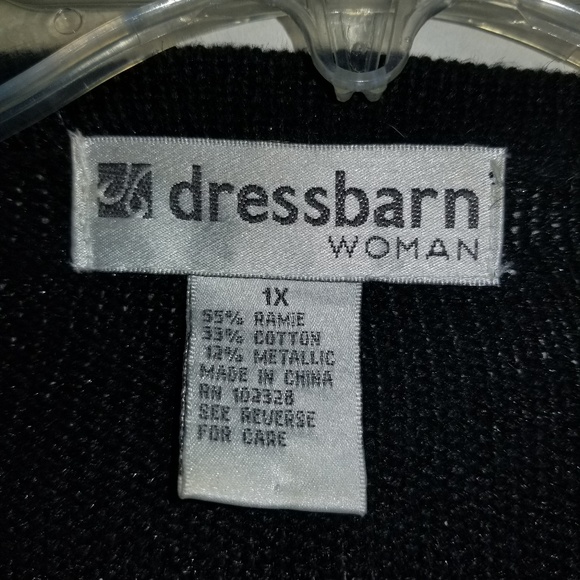 dressbarn
WOMAN
1X
55% RAMIE
33% COTTON
12% METALLIC
MADE IN CHINA
RN 102328
SEE REVERSE
FOR CARE